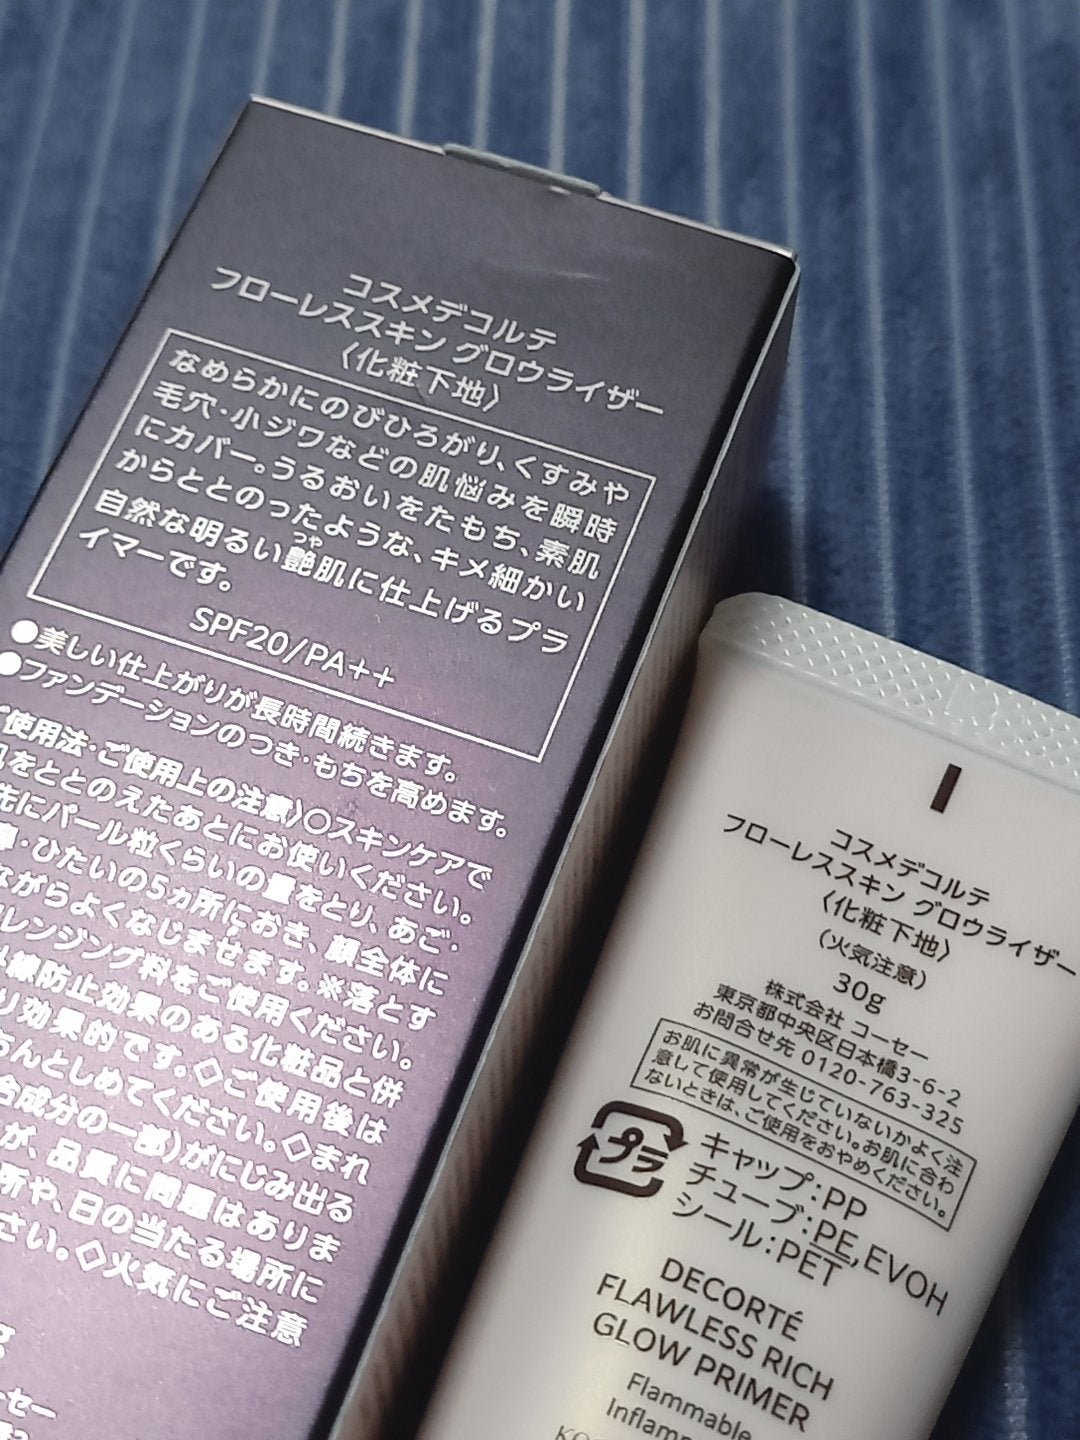 コスメデコルテ
フローレススキン グロウライザー
〈化粧下地〉
なめらかにのびひろがり、くすみや
毛穴・小ジワなどの肌悩みを瞬時
にカバー。うるおいをたもち、素肌
からととのったような、キメ細かい
自然な明るい艶肌に仕上げるプラ
つや
イマーです。
SPF20/PA++
●美しい仕上がりが長時間続きます。
●ファンデーションのつき・もちを高めます。
ご使用法・ご使用上の注意〉○スキンケアで
肌をととのえたあとにお使いください。
先にパール粒くらいの量をとり、あご・
・ひたいの5ヵ所におき、顔全体に
ながらよくなじませます。※落とす
レンジング料をご使用ください。
線防止効果のある化粧品と併
り効果的です。◇ご使用後は
ちんとしめてください。◇まれ
合成分の一部)がにじみ出る
が、品質に問題はありま
所や、日の当たる場所に
さい。◇火気にご注意
g
ーセー
コスメデコルテ
フローレススキン グロウライザー
〈化粧下地〉
(火気注意)
30g
株式会社 コーセー
東京都中央区日本橋3-6-2
お問合せ先 0120-763-325
お肌に異常が生じていないかよく注
意して使用してください。お肌に合わ
ないときは、ご使用をおやめください。
プラ
キャップ:PP
チューブ:PE,EVOH
シール:PET
DECORTÉ
FLAWLESS RICH
GLOW PRIMER
Flammable
Inflamm